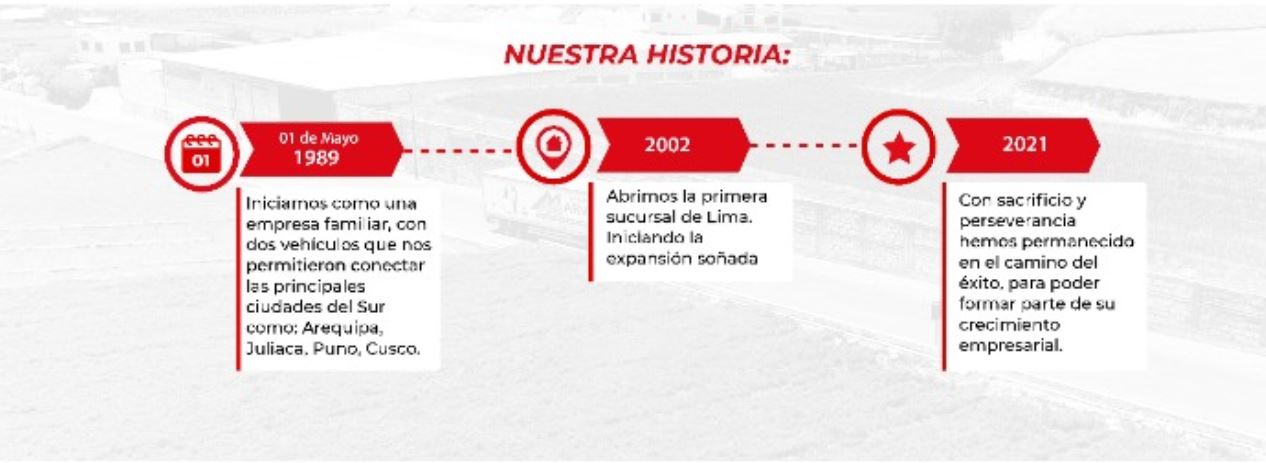 NUESTRA HISTORIA:
01
01 de Mayo
1989
Iniciamos como una
empresa familiar, con
dos vehículos que nos
permitieron conectar
las principales
ciudades del Sur
como: Arequipa,
Juliaca, Puno, Cusco.
2002
Abrimos la primera
sucursal de Lima.
Iniciando la
expansión soñada
2021
Con sacrificio y
perseverancia
hemos permanecido
en el camino del
éxito, para poder
formar parte de su
crecimiento
empresarial.